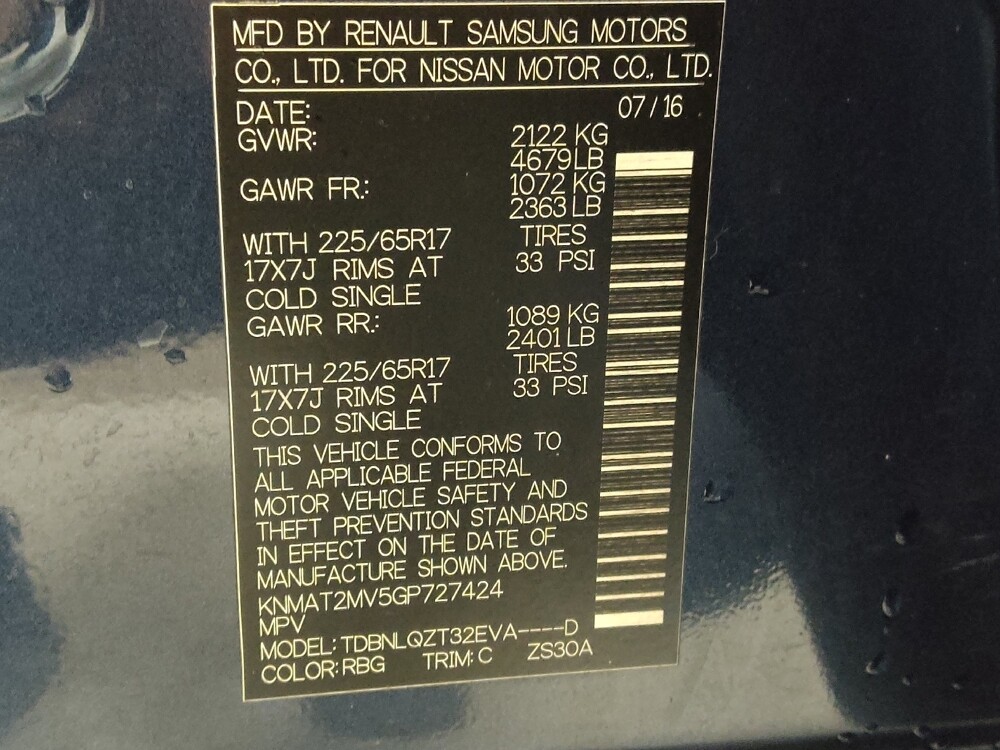 MFD BY RENAULT SAMSUNG MOTORS
CO., LTD. FOR NISSAN MOTOR CO., LTD.
DATE: 07/16
GVWR: 2122 KG
4679 LB
GAWR FR.: 1072 KG
2363 LB
WITH 225/65R17 TIRES
17X7J RIMS AT 33 PSI
COLD SINGLE
GAWR RR.: 1089 KG
2401 LB
WITH 225/65R17 TIRES
17X7J RIMS AT 33 PSI
COLD SINGLE
THIS VEHICLE CONFORMS TO
ALL APPLICABLE FEDERAL
MOTOR VEHICLE SAFETY AND
THEFT PREVENTION STANDARDS
IN EFFECT ON THE DATE OF
MANUFACTURE SHOWN ABOVE.
KNMAT2MV5GP727424
MPV
MODEL: TDBNLQZT32EVA----D
COLOR: RBG TRIM: C ZS30A